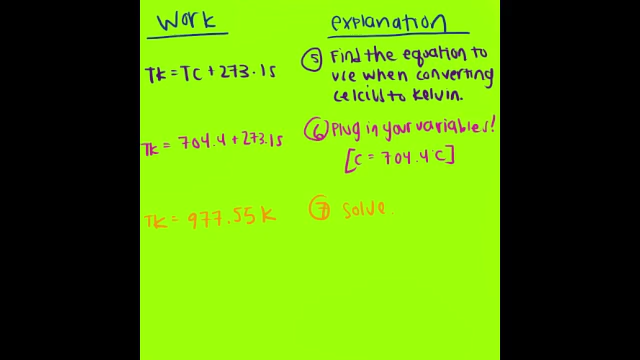 Work
explanation
TK = TC + 273.15
⑤ Find the equation to
use when converting
celcius to kelvin.
TK = 704.4 + 273.15
⑥ Plug in your variables!
[C = 704.4°C]
TK = 977.55 K
⑦ Solve.